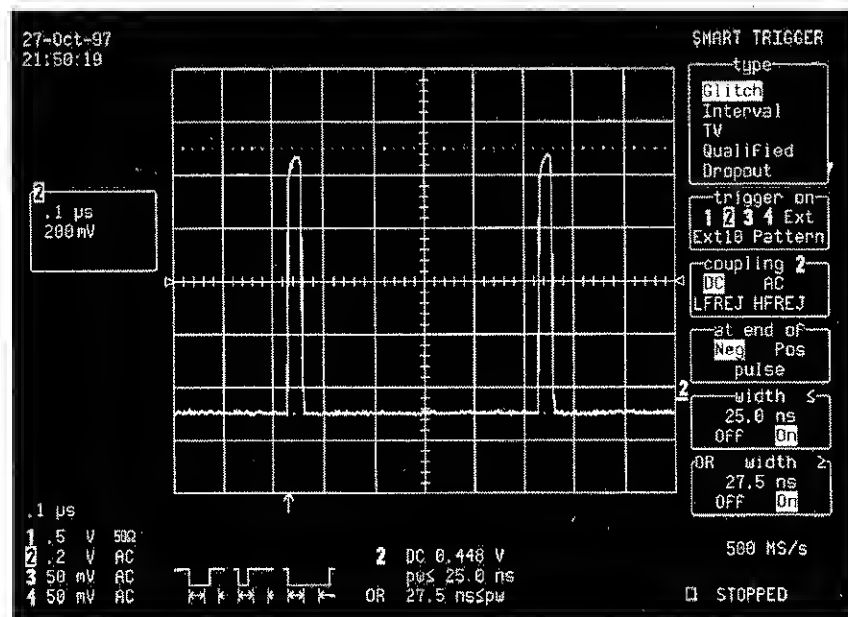 27-Oct-97
21:50:19
2
.1 µs
200mV
SMART TRIGGER
type
Glitch
Interval
TV
Qualified
Dropout
trigger on
1 2 3 4 Ext
Ext10 Pattern
coupling 2
DC AC
LFREJ HFREJ
at end of
Neg Pos
pulse
2
width ≤
25.0 ns
Off On
OR width ≥
27.5 ns
Off On
.1 µs
1 .5 V 50Ω
2 .2 V AC
3 50 mV AC
4 50 mV AC
2 DC 0.448 V
pw≤ 25.0 ns
OR 27.5 ns≤pw
500 MS/s
STOPPED